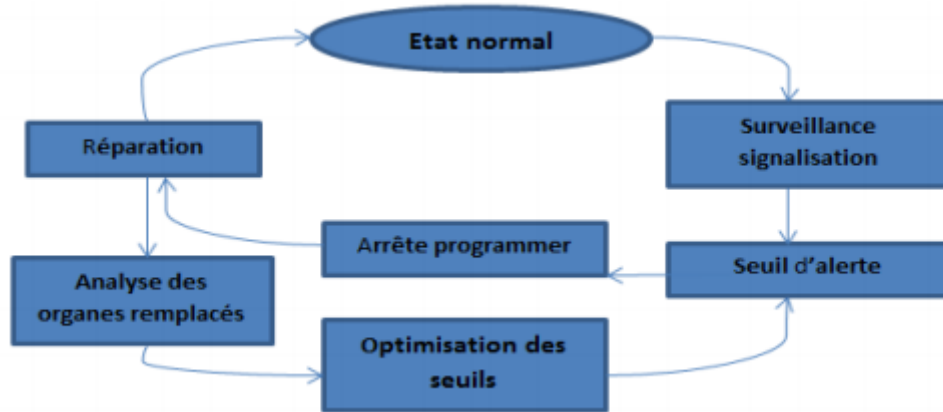 Etat normal
Surveillance
signalisation
Réparation
Arrête programmer
Seuil d'alerte
Analyse des
organes remplacés
Optimisation des
seuils